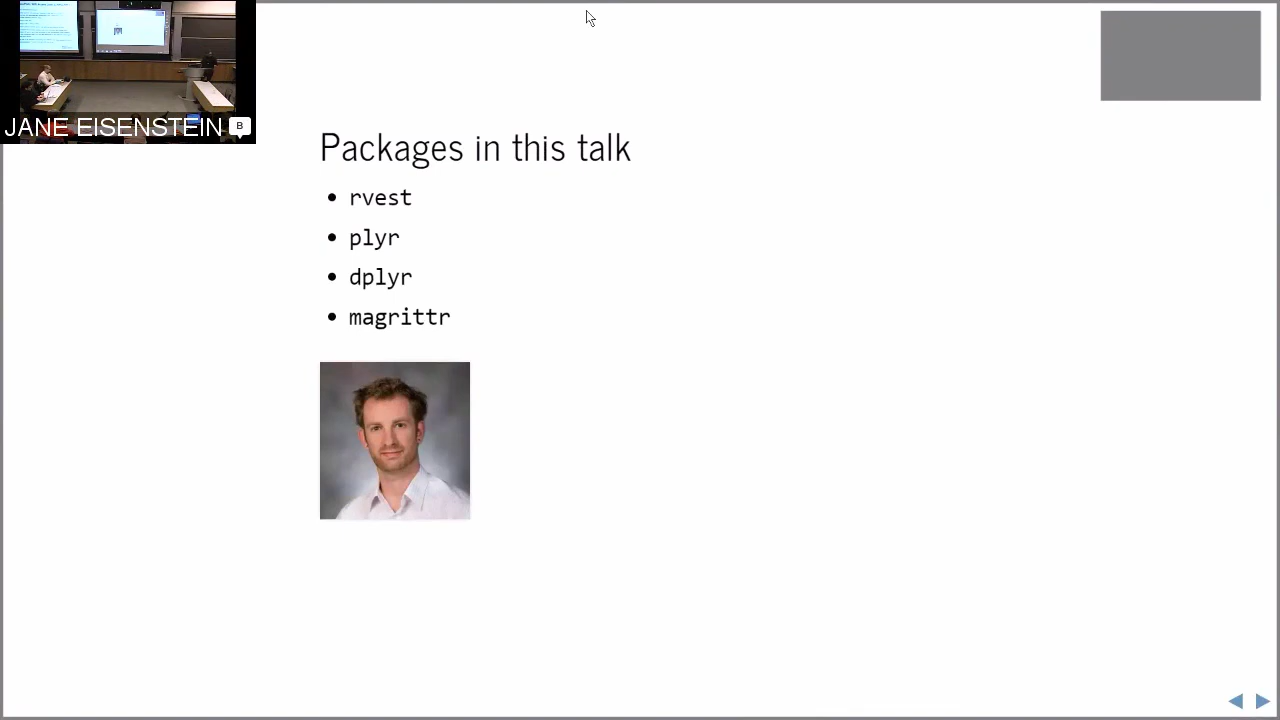 JANE EISENSTEIN
B
Packages in this talk
• rvest
• plyr
• dplyr
• magrittr